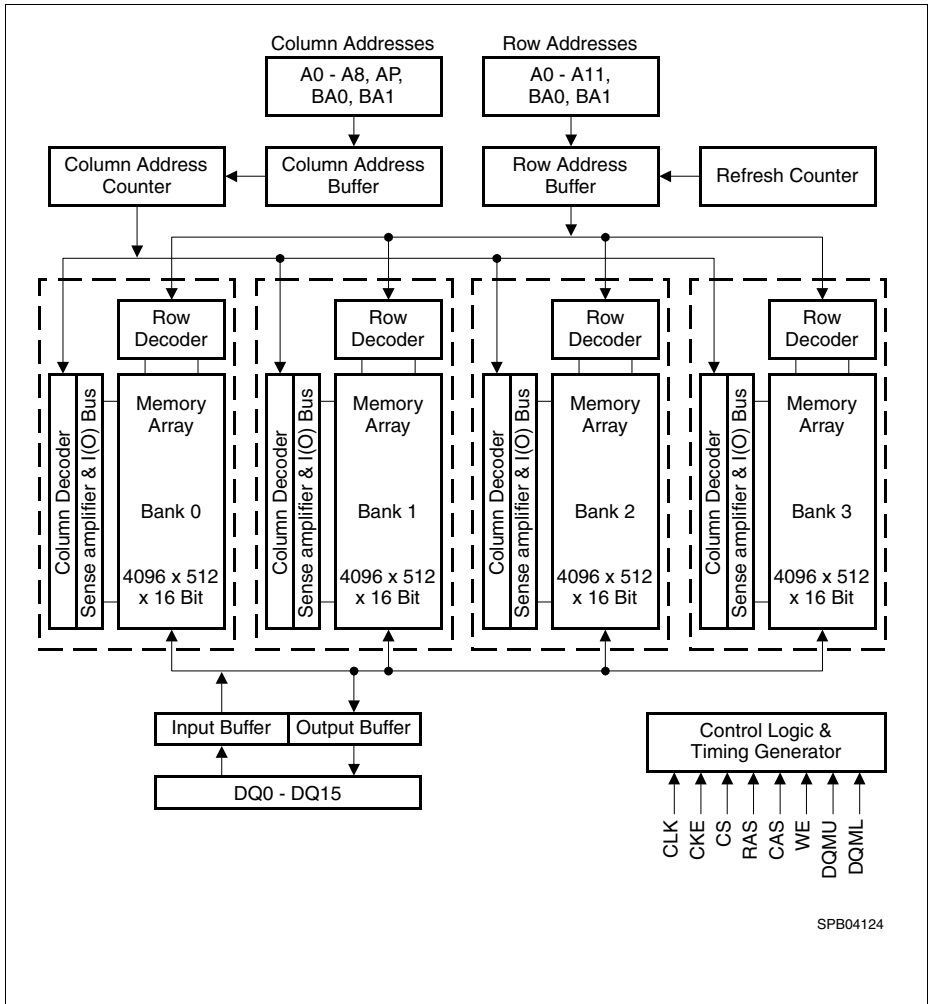 Column Addresses
Row Addresses
A0 - A8, AP,
BA0, BA1
A0 - A11,
BA0, BA1
Column Address
Counter
Column Address
Buffer
Row Address
Buffer
Refresh Counter
Row
Decoder
Row
Decoder
Row
Decoder
Row
Decoder
Column Decoder
Sense amplifier & I(O) Bus
Memory
Array
Bank 0
4096 x 512
x 16 Bit
Column Decoder
Sense amplifier & I(O) Bus
Memory
Array
Bank 1
4096 x 512
x 16 Bit
Column Decoder
Sense amplifier & I(O) Bus
Memory
Array
Bank 2
4096 x 512
x 16 Bit
Column Decoder
Sense amplifier & I(O) Bus
Memory
Array
Bank 3
4096 x 512
x 16 Bit
Input Buffer
Output Buffer
DQ0 - DQ15
Control Logic &
Timing Generator
CLK
CKE
CS
RAS
CAS
WE
DQMU
DQML
SPB04124